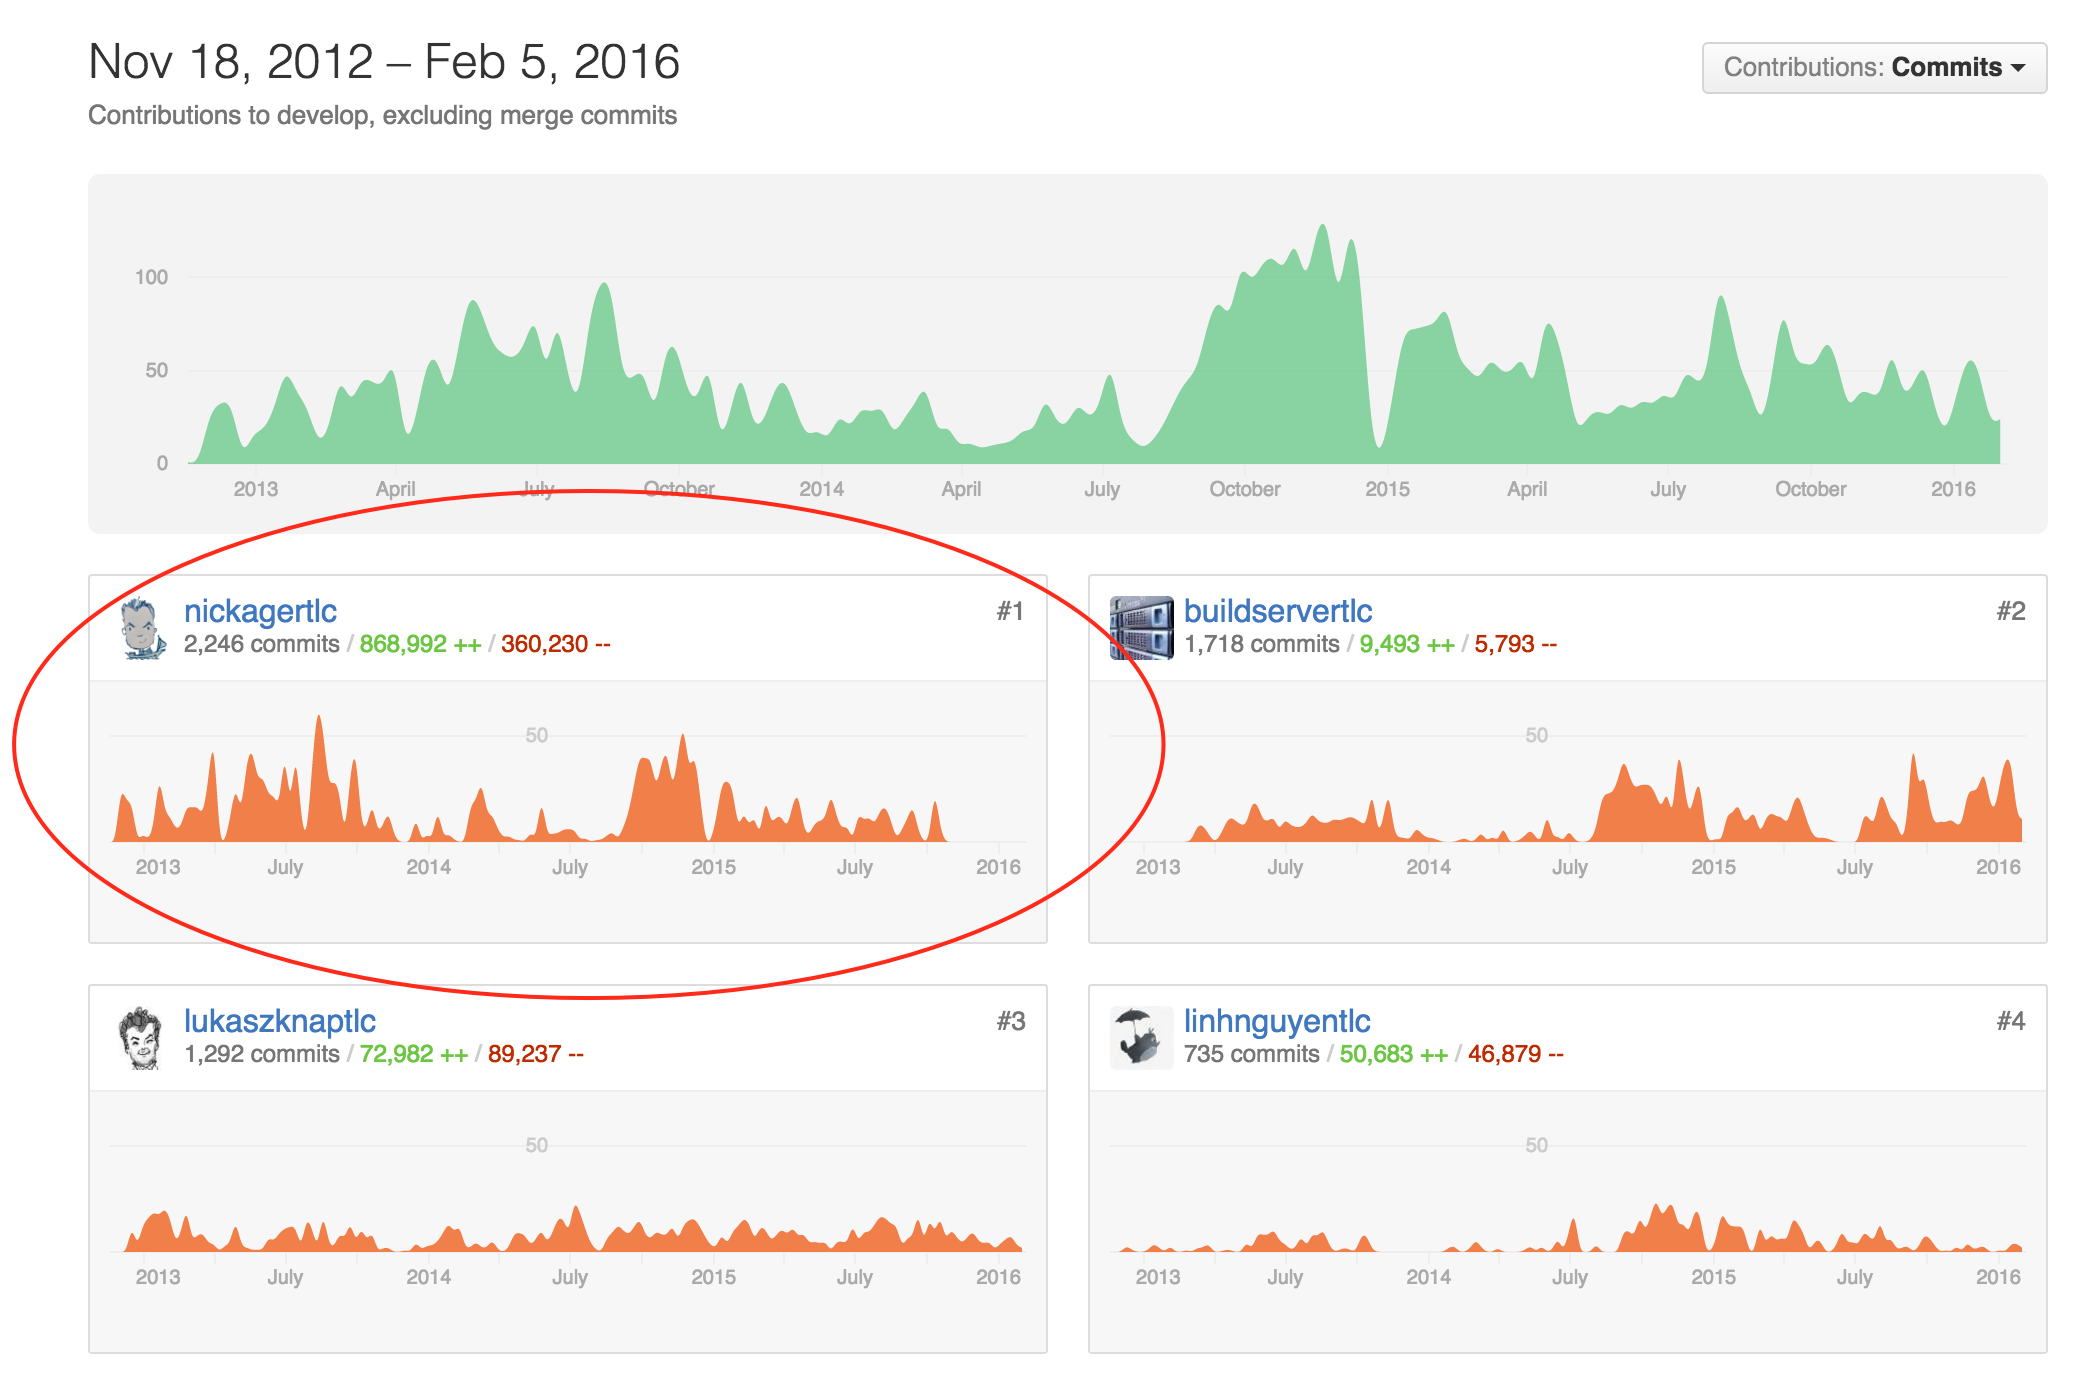 Nov 18, 2012 – Feb 5, 2016
Contributions: Commits
Contributions to develop, excluding merge commits
100
50
0
2013 April July October 2014 April July October 2015 April July October 2016
nickagertlc #1
2,246 commits / 868,992 ++ / 360,230 --
50
2013 July 2014 July 2015 July 2016
buildservertlc #2
1,718 commits / 9,493 ++ / 5,793 --
50
2013 July 2014 July 2015 July 2016
lukaszknaptlc #3
1,292 commits / 72,982 ++ / 89,237 --
50
2013 July 2014 July 2015 July 2016
linhnguyentlc #4
735 commits / 50,683 ++ / 46,879 --
50
2013 July 2014 July 2015 July 2016